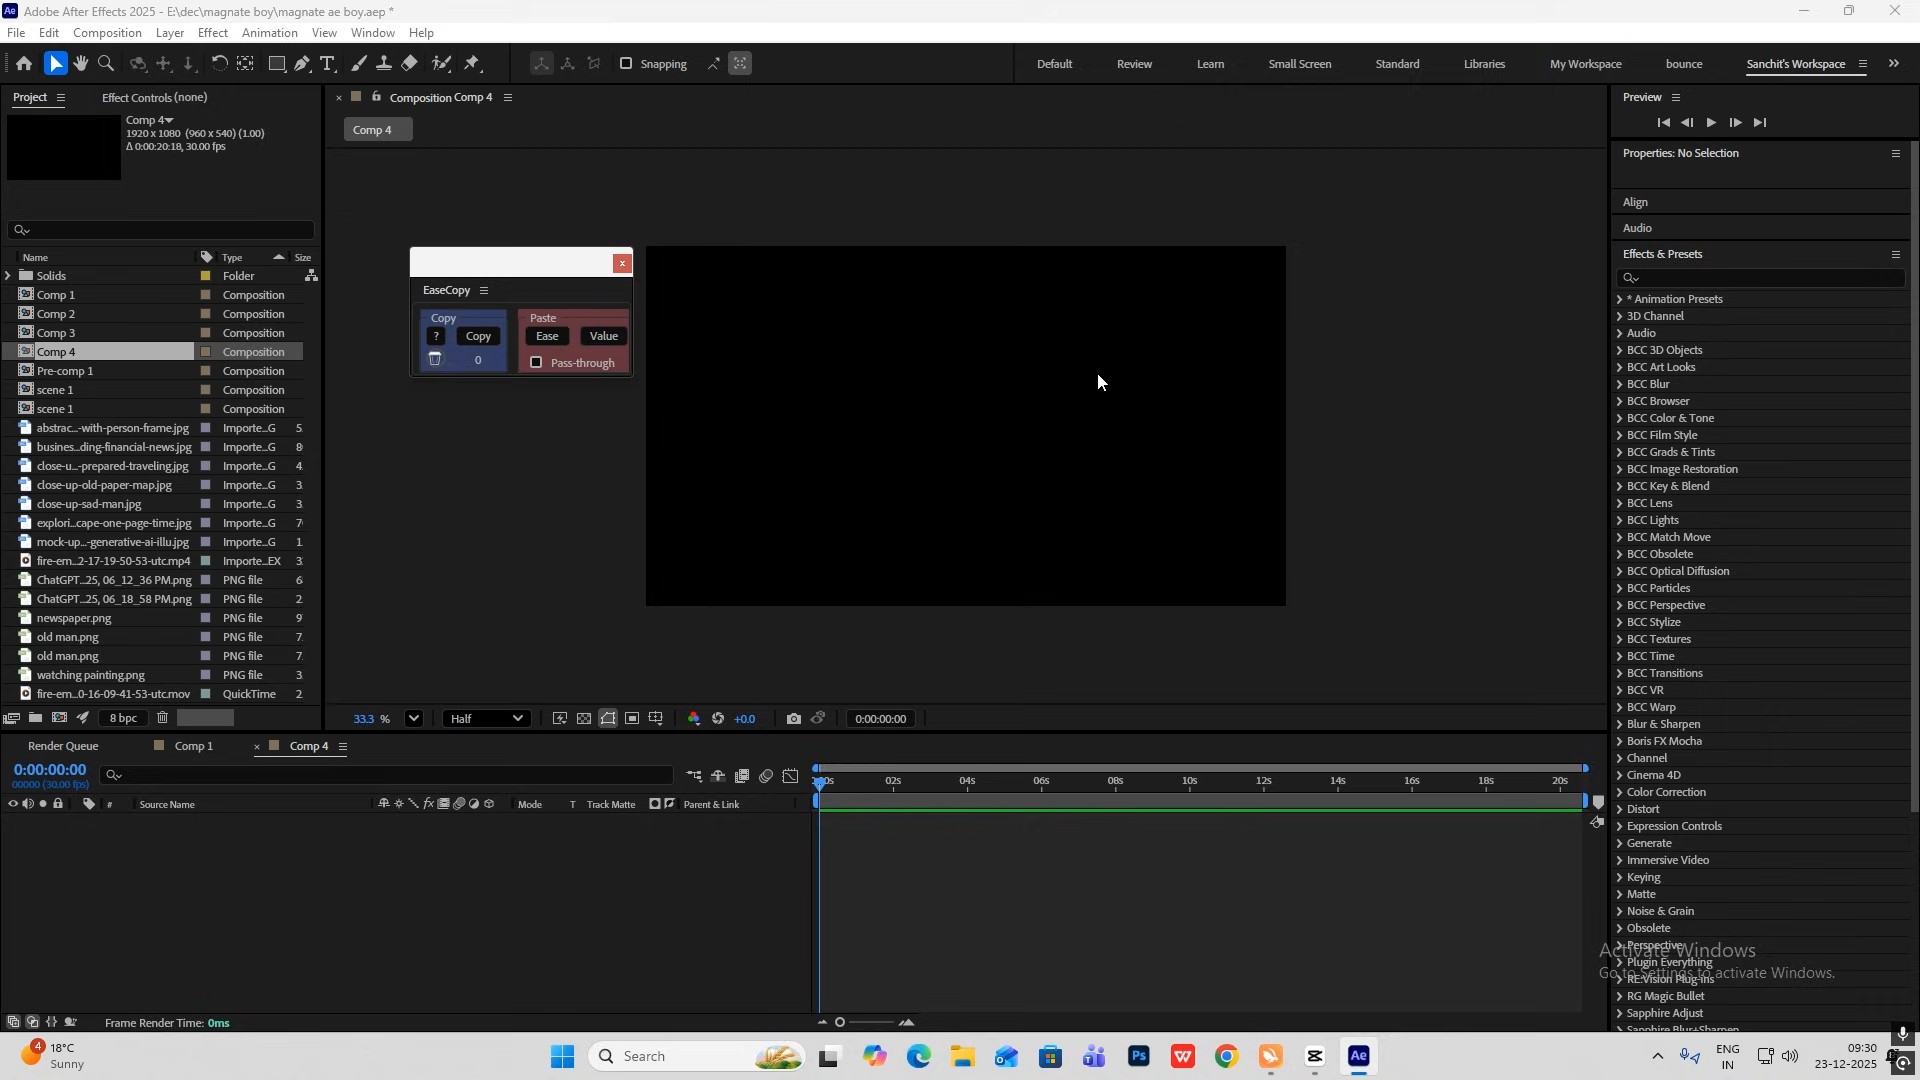 Adobe After Effects 2025 - E:\dec\magnate boy\magnate ae boy.aep *
File Edit Composition Layer Effect Animation View Window Help
Snapping
Default Review Learn Small Screen Standard Libraries My Workspace bounce Sanchit's Workspace
Project Effect Controls (none)
Comp 4
1920 x 1080 (960 x 540) (1.00)
Δ 0:00:20:18, 30.00 fps
Name Type Size
Solids Folder
Comp 1 Composition
Comp 2 Composition
Comp 3 Composition
Comp 4 Composition
Pre-comp 1 Composition
scene 1 Composition
scene 1 Composition
abstrac...-with-person-frame.jpg Importe...G 5
busines...ding-financial-news.jpg Importe...G 8
close-u...-prepared-traveling.jpg Importe...G 4
close-up-old-paper-map.jpg Importe...G 3
close-up-sad-man.jpg Importe...G 3
explori...cape-one-page-time.jpg Importe...G 7
mock-up...-generative-ai-illu.jpg Importe...G 1
fire-em...2-17-19-50-53-utc.mp4 Importe...EX 3
ChatGPT...25, 06_12_36 PM.png PNG file 6
ChatGPT...25, 06_18_58 PM.png PNG file 2
newspaper.png PNG file 9
old man.png PNG file 7
old man.png PNG file 7
watching painting.png PNG file 3
fire-em...0-16-09-41-53-utc.mov QuickTime 2
8 bpc
Composition Comp 4
Comp 4
EaseCopy
Copy Paste
? Copy Ease Value
0 Pass-through
33.3 % Half +0.0 0:00:00:00
Preview
Properties: No Selection
Align
Audio
Effects & Presets
* Animation Presets
3D Channel
Audio
BCC 3D Objects
BCC Art Looks
BCC Blur
BCC Browser
BCC Color & Tone
BCC Film Style
BCC Grads & Tints
BCC Image Restoration
BCC Key & Blend
BCC Lens
BCC Lights
BCC Match Move
BCC Obsolete
BCC Optical Diffusion
BCC Particles
BCC Perspective
BCC Stylize
BCC Textures
BCC Time
BCC Transitions
BCC VR
BCC Warp
Blur & Sharpen
Boris FX Mocha
Channel
Cinema 4D
Color Correction
Distort
Expression Controls
Generate
Immersive Video
Keying
Matte
Noise & Grain
Obsolete
Perspective
Plugin Everything
RE:Vision Plug-ins
RG Magic Bullet
Sapphire Adjust
Sapphire Blur+Sharpen
Activate Windows
Go to Settings to activate Windows.
Render Queue Comp 1 Comp 4
0:00:00:00
00000 (30.00 fps)
# Source Name Mode T Track Matte Parent & Link
02s 04s 06s 08s 10s 12s 14s 16s 18s 20s
Frame Render Time: 0ms
4 18°C
Sunny
Search
Ps W Ae
ENG
IN
09:30
23-12-2025